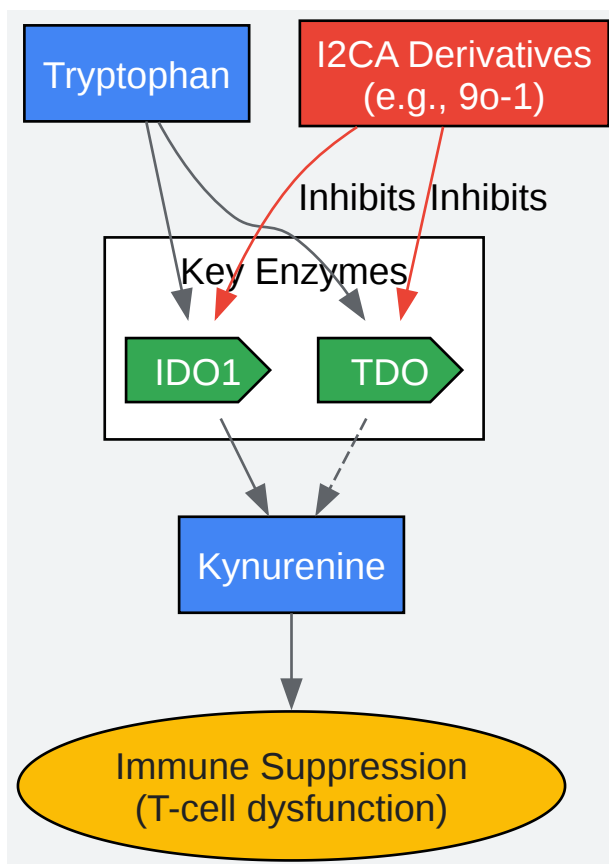 Tryptophan
I2CA Derivatives
(e.g., 9o-1)
Inhibits
Inhibits
Key Enzymes
IDO1
TDO
Kynurenine
Immune Suppression
(T-cell dysfunction)